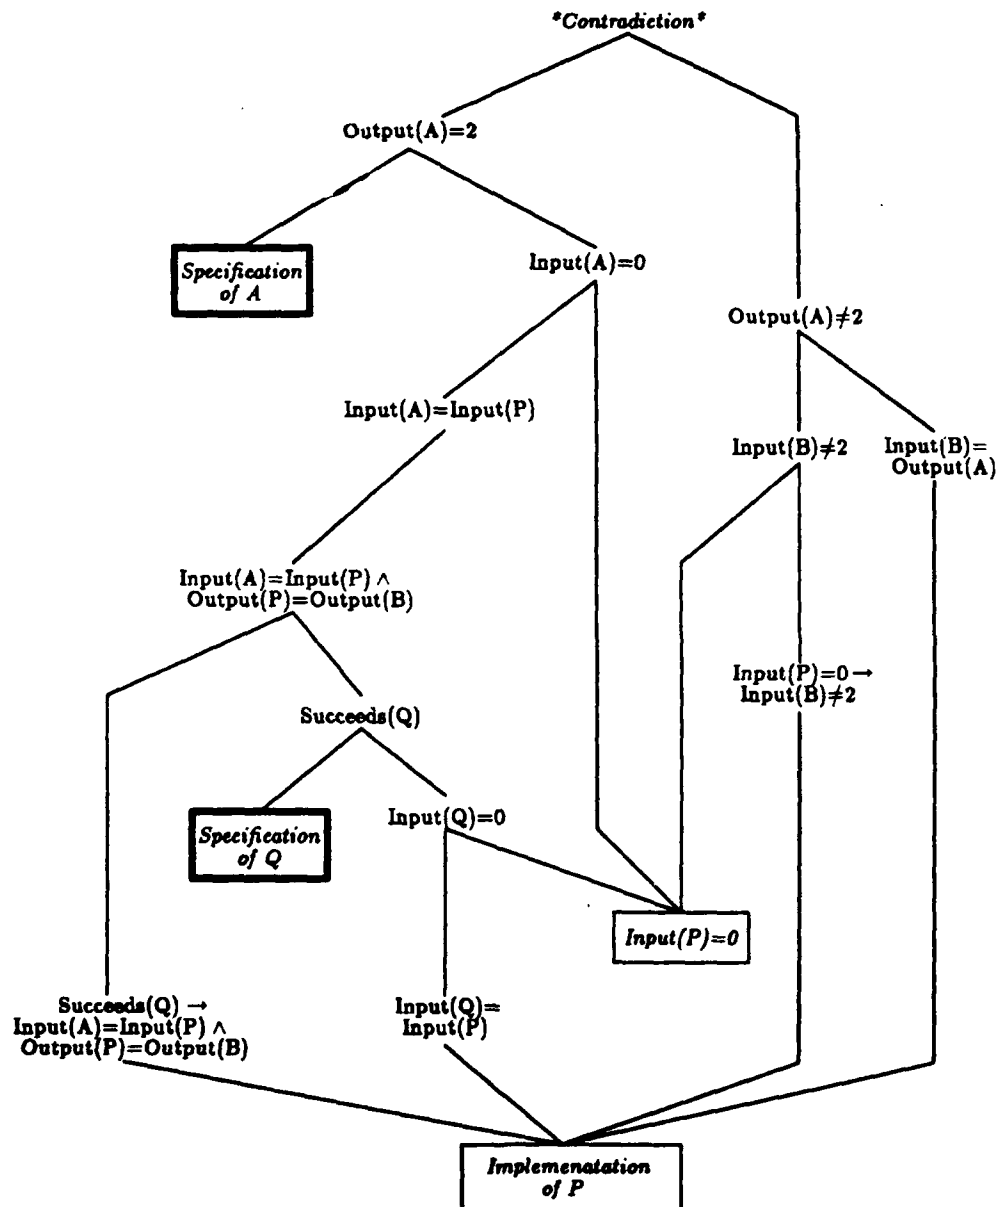 *Contradiction*
Output(A)=2
Specification
of A
Input(A)=0
Output(A)≠2
Input(A)=Input(P)
Input(B)≠2
Input(B)=
Output(A)
Input(A)=Input(P) ∧
Output(P)=Output(B)
Input(P)=0 →
Input(B)≠2
Succeeds(Q)
Specification
of Q
Input(Q)=0
Input(P)=0
Succeeds(Q) →
Input(A)=Input(P) ∧
Output(P)=Output(B)
Input(Q)=
Input(P)
Implemenatation
of P